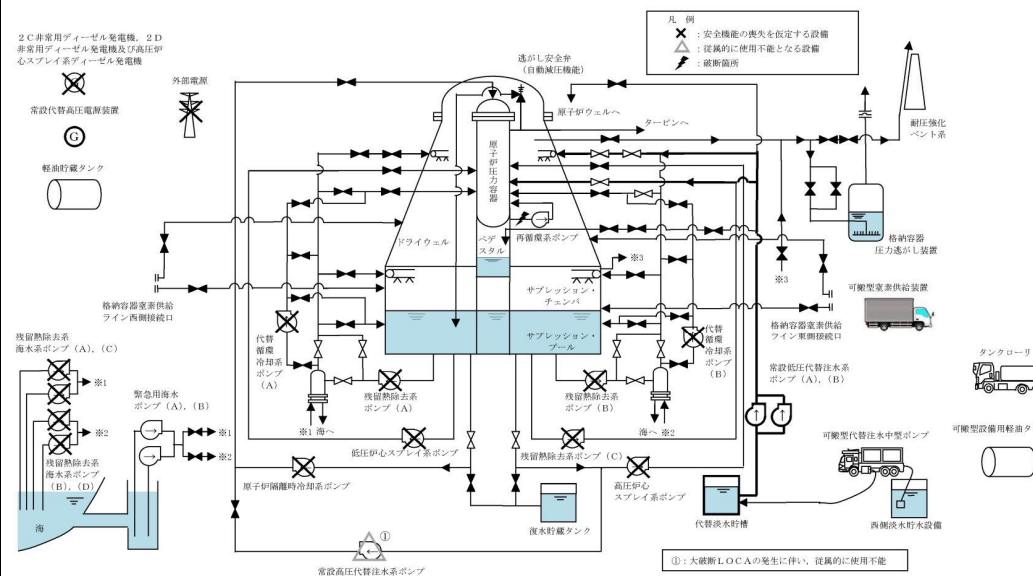 凡 例
:安全機能の喪失を仮定する設備
:従属的に使用不能となる設備
:破断箇所
2C非常用ディーゼル発電機，2D
非常用ディーゼル発電機及び高圧炉
心スプレイ系ディーゼル発電機
外部電源
常設代替高圧電源装置
G
軽油貯蔵タンク
逃がし安全弁
(自動減圧機能)
原子炉ウェルへ
タービンへ
耐圧強化
ベント系
原子炉圧力容器
ドライウェル
ペデ
スタル
再循環系ポンプ
※3
※3
格納容器
圧力逃がし装置
可搬型窒素供給装置
格納容器窒素供給
ライン西側接続口
サプレッション・
チェンバ
サプレッション・
プール
格納容器窒素供給
ライン東側接続口
代替
循環
冷却系
ポンプ
(A)
代替
循環
冷却系
ポンプ
(B)
残留熱除去系
海水系ポンプ(A)，(C)
※1
※2
緊急用海水
ポンプ(A)，(B)
※1
※2
残留熱除去系
海水系ポンプ
(B)，(D)
海
残留熱除去系
ポンプ(A)
残留熱除去系
ポンプ(B)
※1 海へ
海へ ※2
常設低圧代替注水系
ポンプ(A)，(B)
タンクローリ
可搬型設備用軽油タ
低圧炉心スプレイ系ポンプ
残留熱除去系ポンプ(C)
原子炉隔離時冷却系ポンプ
高圧炉心
スプレイ系ポンプ
可搬型代替注水中型ポンプ
復水貯蔵タンク
代替淡水貯槽
西側淡水貯水設備
①
常設高圧代替注水系ポンプ
①:大破断LOCAの発生に伴い，従属的に使用不能